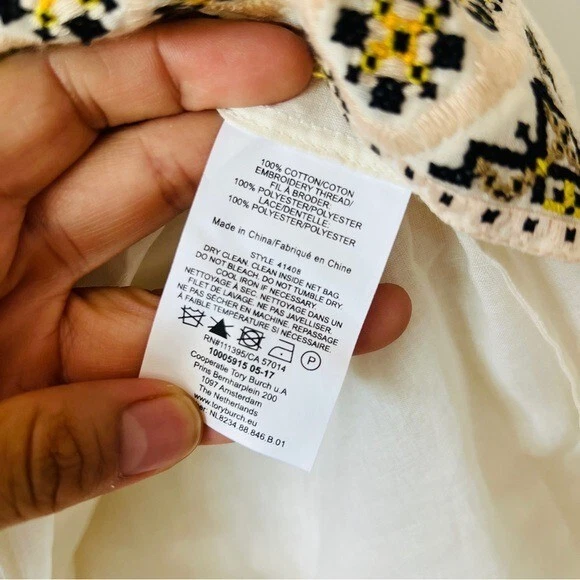 100% COTTON/COTON
EMBROIDERY THREAD/
FIL À BRODER:
100% POLYESTER/POLYESTER
LACE/DENTELLE:
100% POLYESTER/POLYESTER
Made in China/Fabriqué en Chine
STYLE 41408
DRY CLEAN. CLEAN INSIDE NET BAG
DO NOT BLEACH. DO NOT TUMBLE DRY.
COOL IRON IF NECESSARY.
NETTOYAGE À SEC. NETTOYAGE DANS UN
FILET DE LAVAGE. NE PAS JAVELLISER.
NE PAS SÉCHER EN MACHINE. REPASSAGE
À FAIBLE TEMPÉRATURE SI NÉCESSAIRE.
P
RN#111395/CA 57014
10005915 05-17
Cooperatie Tory Burch u.A
Prins Bernharplein 200
1097 Amsterdam
The Netherlands
www.toryburch.com
NL8234.88.846.B.01